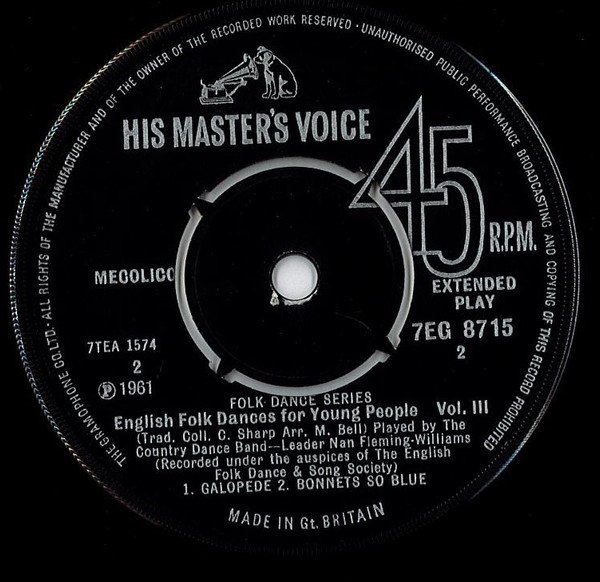 THE GRAMOPHONE CO. LTD. · ALL RIGHTS OF THE MANUFACTURER AND OF THE OWNER OF THE RECORDED WORK RESERVED · UNAUTHORISED PUBLIC PERFORMANCE BROADCASTING AND COPYING OF THIS RECORD PROHIBITED
HIS MASTER'S VOICE
45
R.P.M.
MECOLICO
EXTENDED
PLAY
7EG 8715
2
7TEA 1574
2
Ⓟ 1961
FOLK DANCE SERIES
English Folk Dances for Young People Vol. III
(Trad. Coll. C. Sharp Arr. M. Bell) Played by The
Country Dance Band—Leader Nan Fleming-Williams
(Recorded under the auspices of The English
Folk Dance & Song Society)
1. GALOPEDE 2. BONNETS SO BLUE
MADE IN Gt. BRITAIN